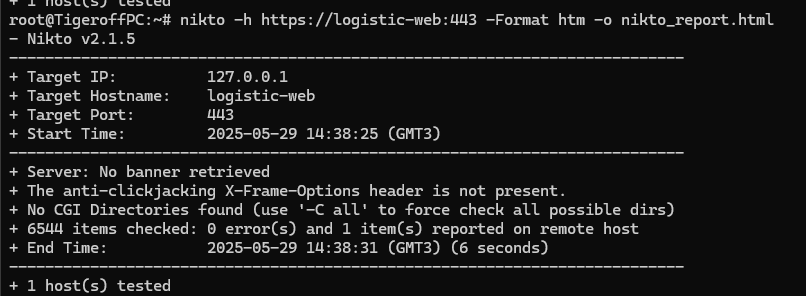 + 1 host(s) tested
root@TigeroffPC:~# nikto -h https://logistic-web:443 -Format htm -o nikto_report.html
- Nikto v2.1.5
---------------------------------------------------------------------------
+ Target IP:          127.0.0.1
+ Target Hostname:    logistic-web
+ Target Port:        443
+ Start Time:         2025-05-29 14:38:25 (GMT3)
---------------------------------------------------------------------------
+ Server: No banner retrieved
+ The anti-clickjacking X-Frame-Options header is not present.
+ No CGI Directories found (use '-C all' to force check all possible dirs)
+ 6544 items checked: 0 error(s) and 1 item(s) reported on remote host
+ End Time:           2025-05-29 14:38:31 (GMT3) (6 seconds)
---------------------------------------------------------------------------
+ 1 host(s) tested